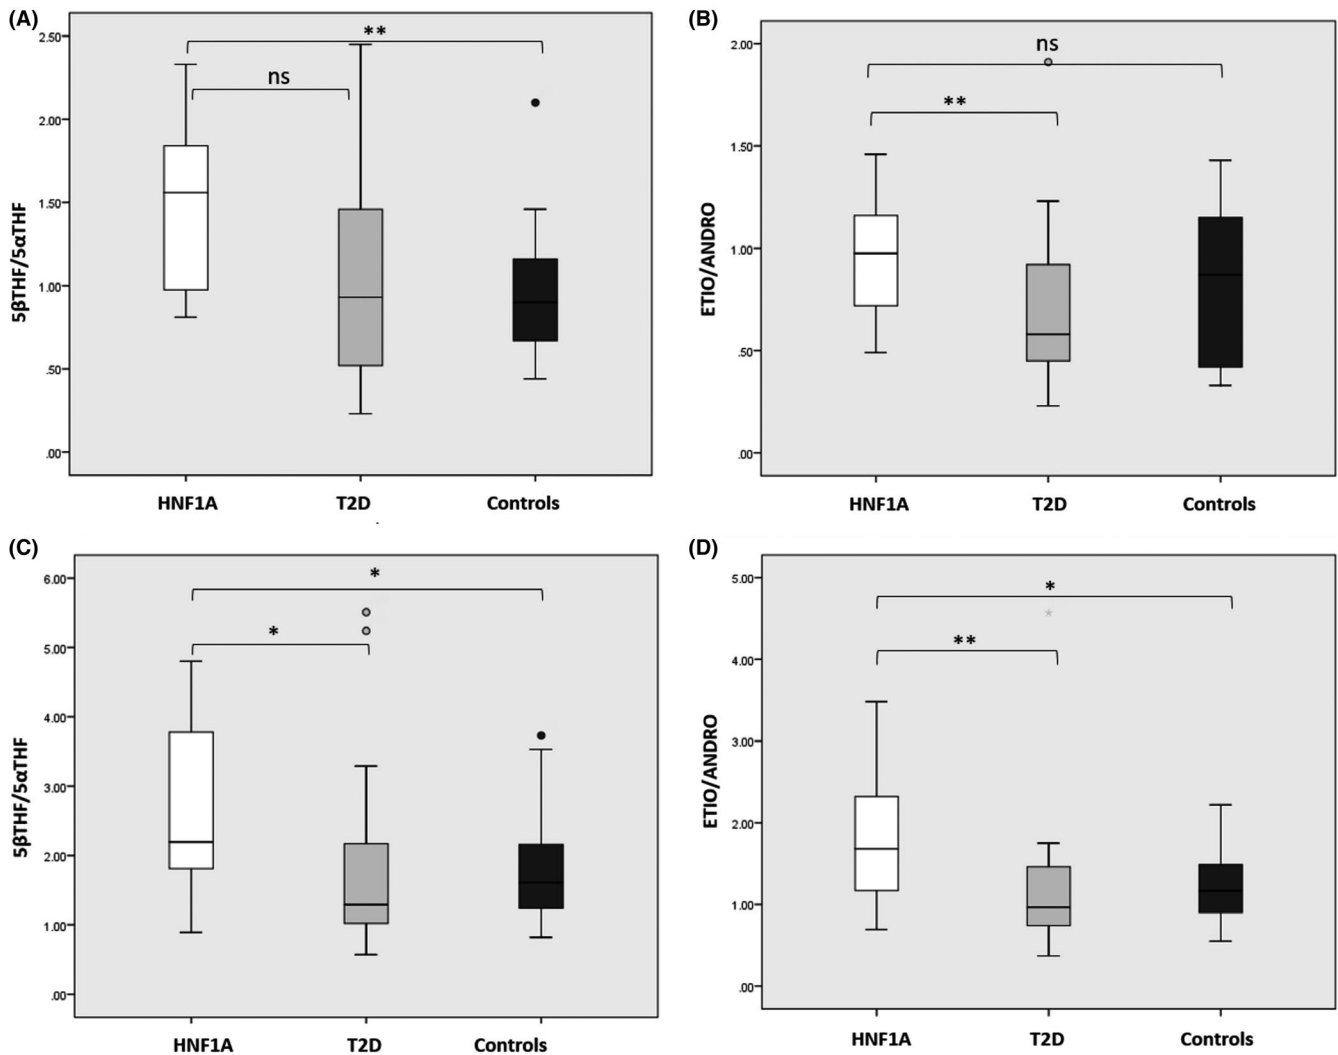 (A)
**
2.50
ns
2.00
1.50
5βTHF/5αTHF
1.00
.50
.00
HNF1A T2D Controls
(B)
2.00
ns
**
1.50
ETIO/ANDRO
1.00
.50
.00
HNF1A T2D Controls
(C)
6.00
*
*
5.00
4.00
5βTHF/5αTHF
3.00
2.00
1.00
.00
HNF1A T2D Controls
(D)
5.00
*
**
4.00
3.00
ETIO/ANDRO
2.00
1.00
.00
HNF1A T2D Controls